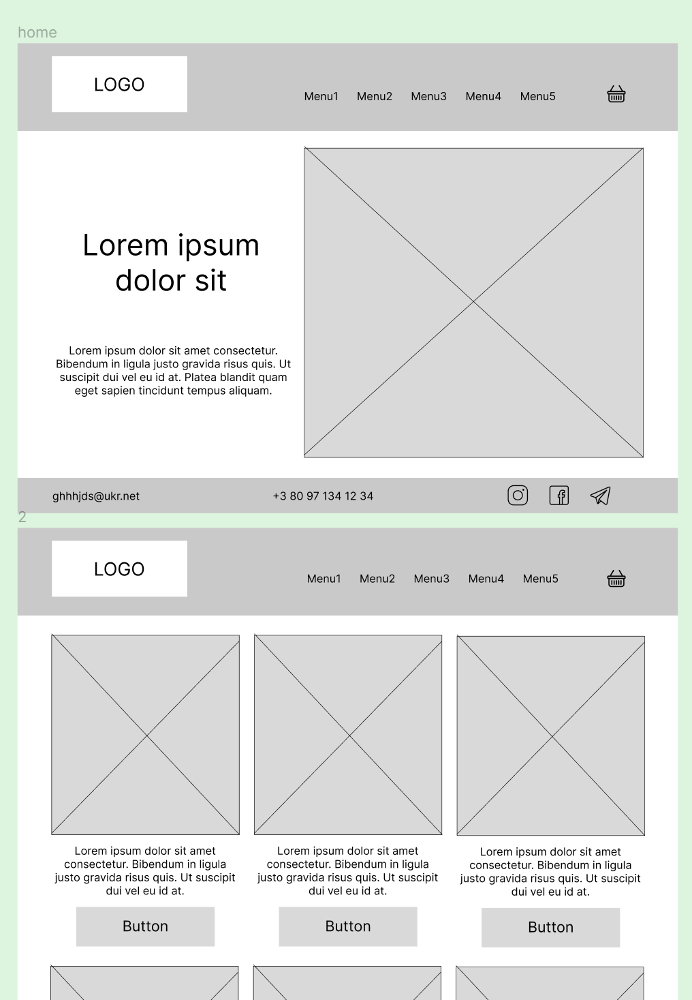 home
LOGO
Menu1 Menu2 Menu3 Menu4 Menu5
Lorem ipsum
dolor sit
Lorem ipsum dolor sit amet consectetur.
Bibendum in ligula justo gravida risus quis. Ut
suscipit dui vel eu id at. Platea blandit quam
eget sapien tincidunt tempus aliquam.
ghhhjds@ukr.net
+3 80 97 134 12 34
2
LOGO
Menu1 Menu2 Menu3 Menu4 Menu5
Lorem ipsum dolor sit amet
consectetur. Bibendum in ligula
justo gravida risus quis. Ut suscipit
dui vel eu id at.
Button
Lorem ipsum dolor sit amet
consectetur. Bibendum in ligula
justo gravida risus quis. Ut suscipit
dui vel eu id at.
Button
Lorem ipsum dolor sit amet
consectetur. Bibendum in ligula
justo gravida risus quis. Ut suscipit
dui vel eu id at.
Button